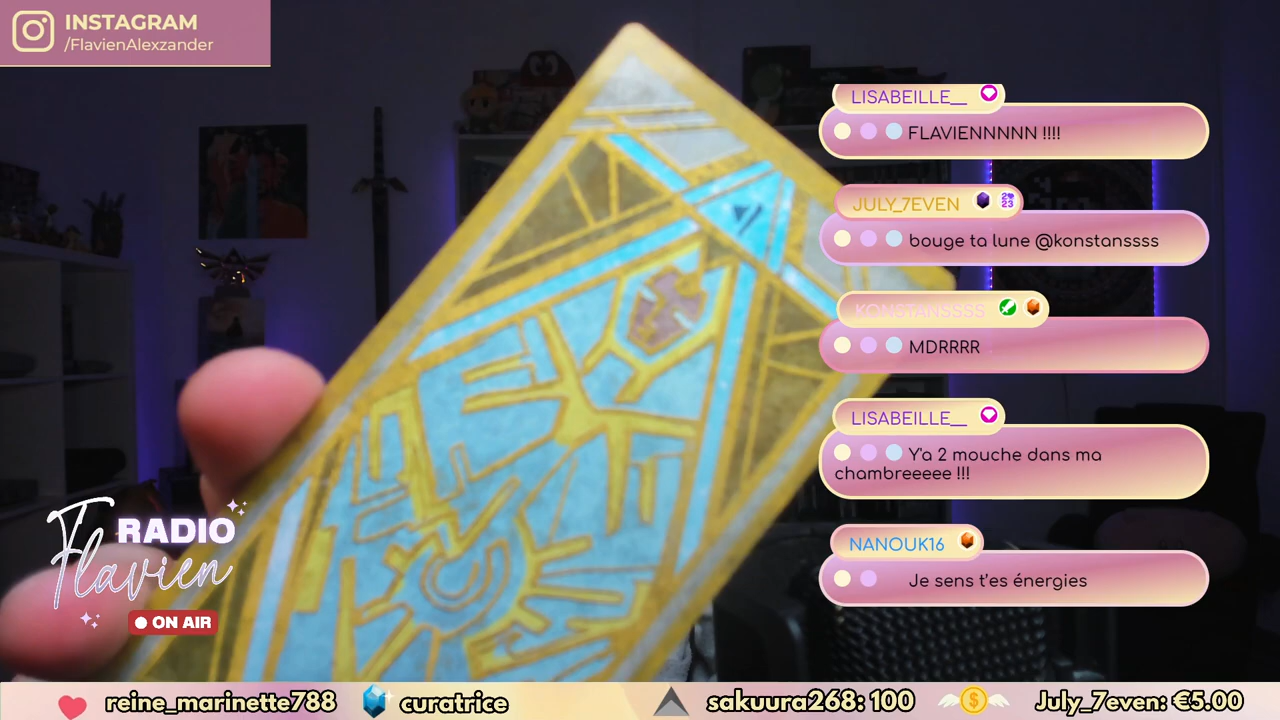 INSTAGRAM
/FlavienAlexzander
LISABEILLE__
FLAVIENNNNN !!!!
JULY_7EVEN
bouge ta lune @konstanssss
KONSTANSSSS
MDRRRR
LISABEILLE__
Y'a 2 mouche dans ma
chambreeeee !!!
NANOUK16
Je sens t'es énergies
RADIO
Flavien
ON AIR
reine_marinette788
curatrice
sakuura268: 100
July_7even: €5.00